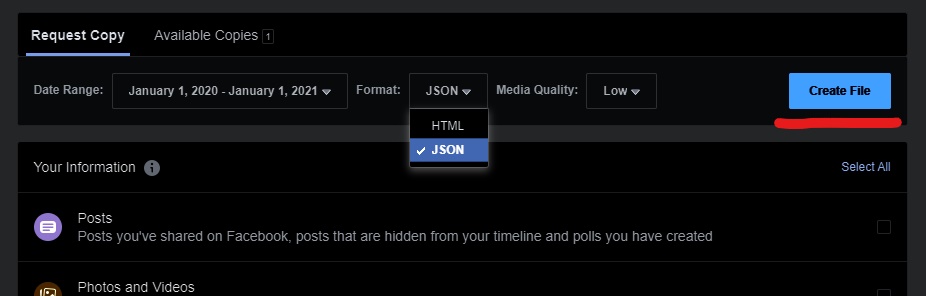 Request Copy Available Copies 1
Date Range: January 1, 2020 - January 1, 2021 Format: JSON Media Quality: Low Create File
HTML
JSON
Your Information Select All
Posts
Posts you've shared on Facebook, posts that are hidden from your timeline and polls you have created
Photos and Videos